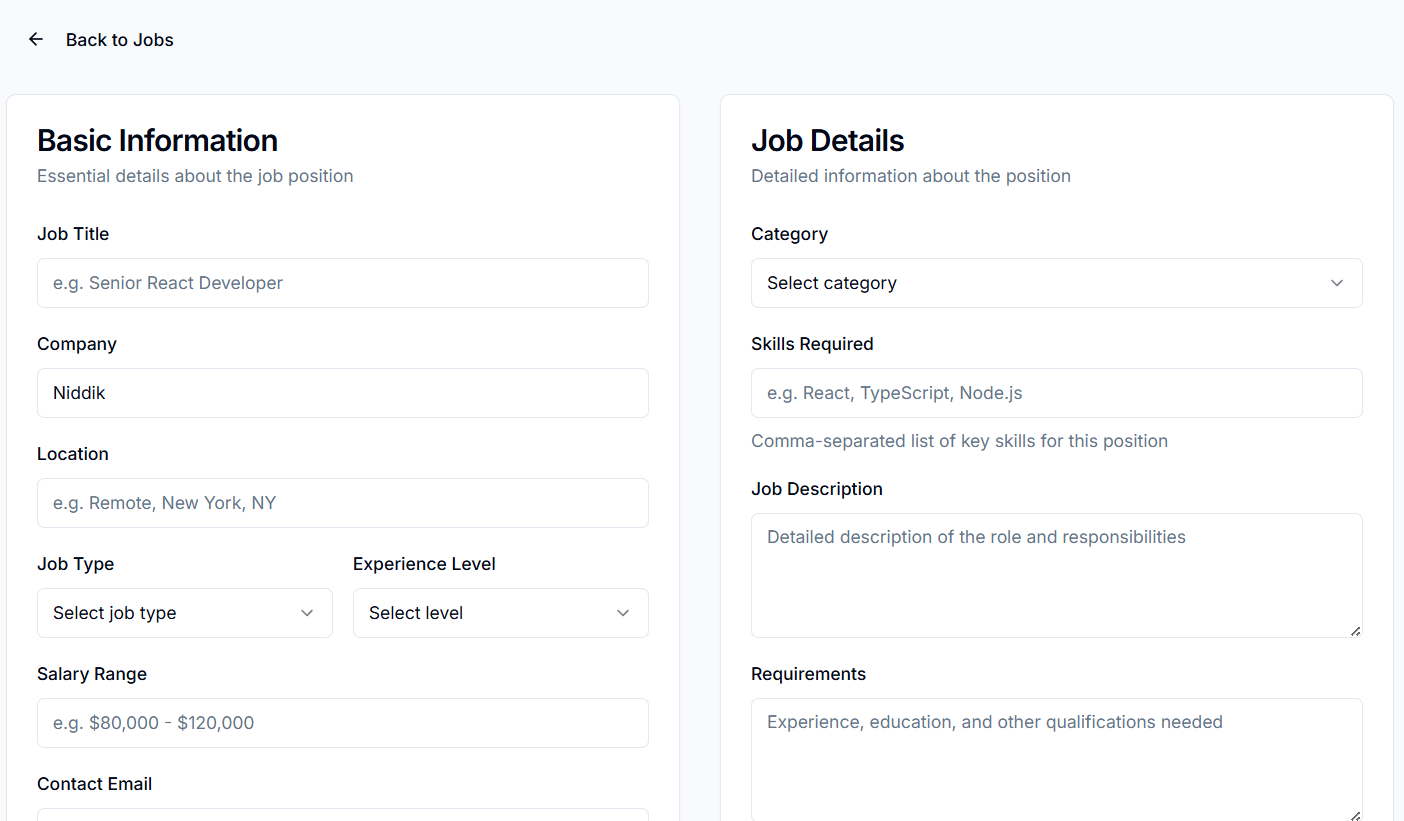 Back to Jobs
Basic Information
Essential details about the job position
Job Title
e.g. Senior React Developer
Company
Niddik
Location
e.g. Remote, New York, NY
Job Type
Experience Level
Select job type
Select level
Salary Range
e.g. $80,000 - $120,000
Contact Email
Job Details
Detailed information about the position
Category
Select category
Skills Required
e.g. React, TypeScript, Node.js
Comma-separated list of key skills for this position
Job Description
Detailed description of the role and responsibilities
Requirements
Experience, education, and other qualifications needed